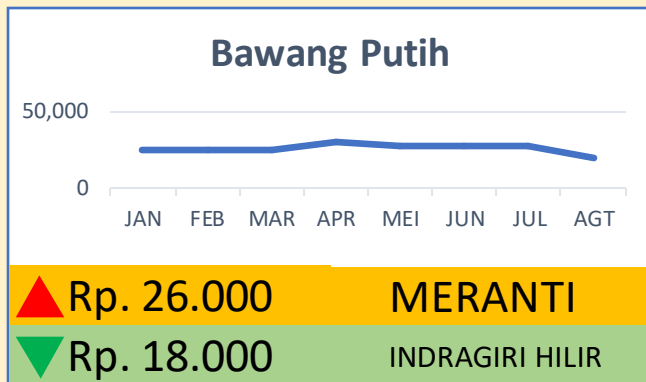 Bawang Putih
50,000
0
JAN FEB MAR APR MEI JUN JUL AGT
Rp. 26.000 MERANTI
Rp. 18.000 INDRAGIRI HILIR